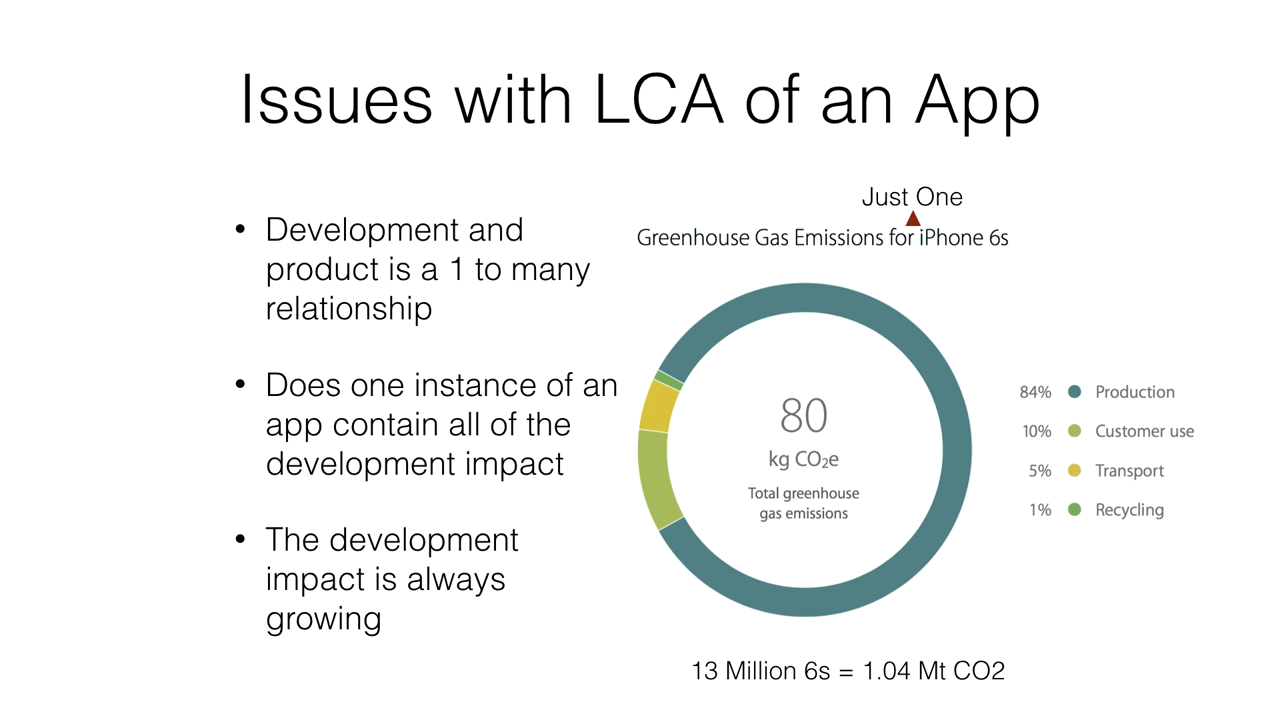 Issues with LCA of an App
• Development and
product is a 1 to many
relationship
• Does one instance of an
app contain all of the
development impact
• The development
impact is always
growing
Just One
Greenhouse Gas Emissions for iPhone 6s
80
kg CO₂e
Total greenhouse
gas emissions
84% Production
10% Customer use
5% Transport
1% Recycling
13 Million 6s = 1.04 Mt CO2